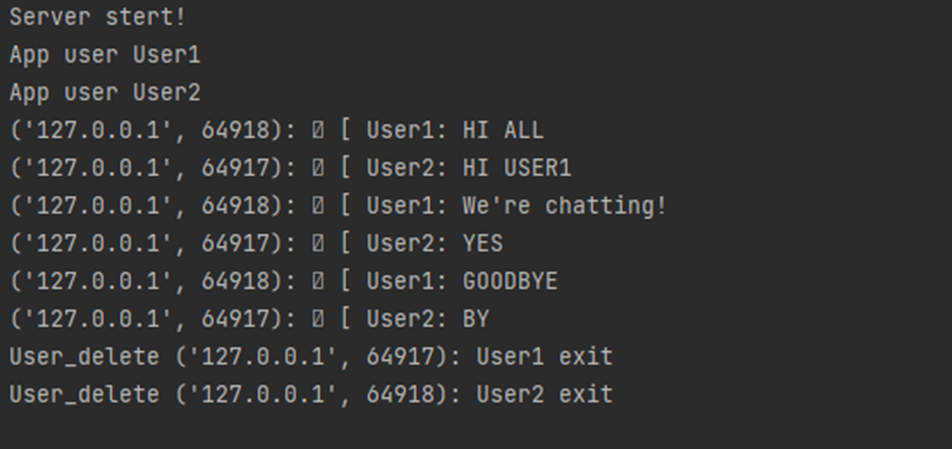 Server stert!
App user User1
App user User2
('127.0.0.1', 64918): [ User1: HI ALL
('127.0.0.1', 64917): [ User2: HI USER1
('127.0.0.1', 64918): [ User1: We're chatting!
('127.0.0.1', 64917): [ User2: YES
('127.0.0.1', 64918): [ User1: GOODBYE
('127.0.0.1', 64917): [ User2: BY
User_delete ('127.0.0.1', 64917): User1 exit
User_delete ('127.0.0.1', 64918): User2 exit